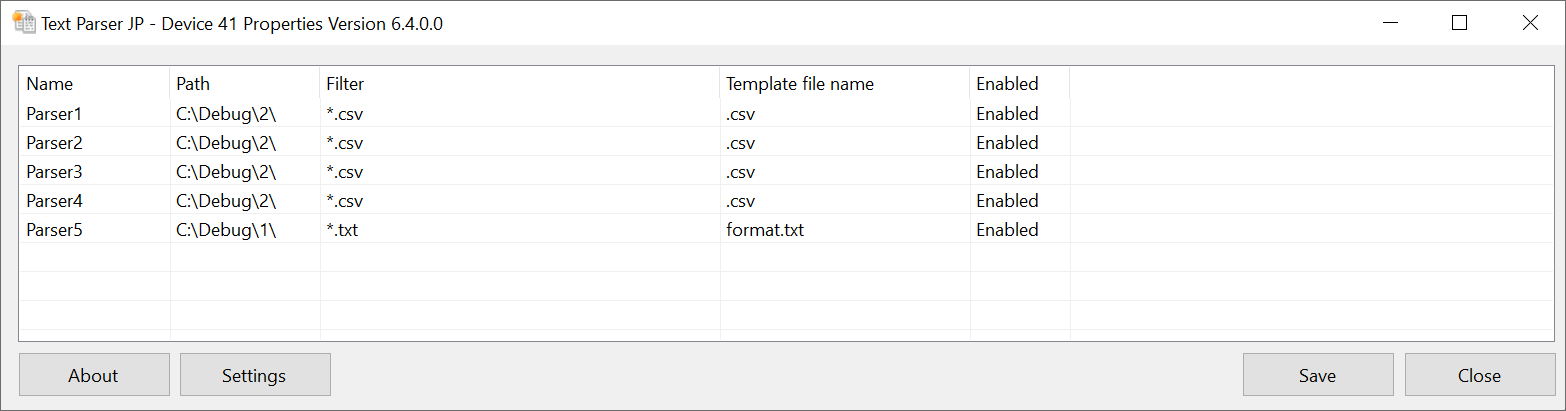 Text Parser JP - Device 41 Properties Version 6.4.0.0
Name Path Filter Template file name Enabled
Parser1 C:\Debug\2\ *.csv .csv Enabled
Parser2 C:\Debug\2\ *.csv .csv Enabled
Parser3 C:\Debug\2\ *.csv .csv Enabled
Parser4 C:\Debug\2\ *.csv .csv Enabled
Parser5 C:\Debug\1\ *.txt format.txt Enabled
About Settings Save Close